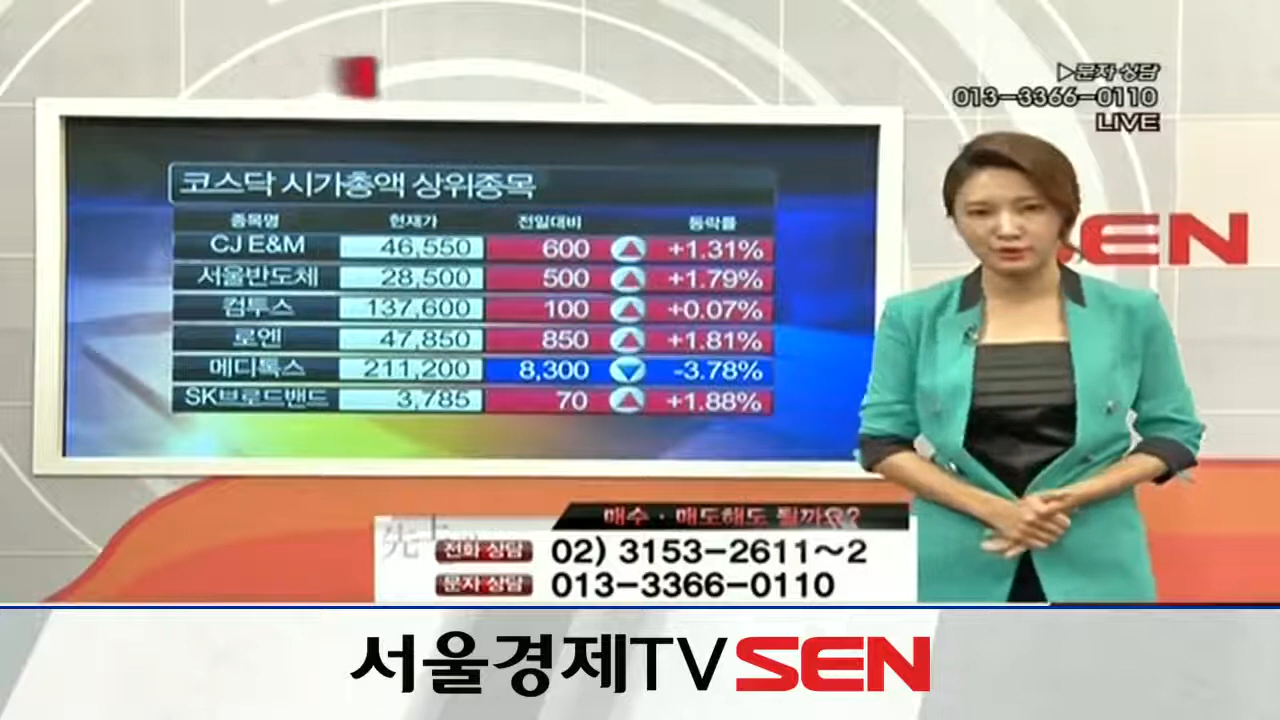 ▶문자 상담
013-3366-0110
LIVE
SEN
코스닥 시가총액 상위종목
종목명 현재가 전일대비 등락률
CJ E&M 46,550 600 ▲ +1.31%
서울반도체 28,500 500 ▲ +1.79%
컴투스 137,600 100 ▲ +0.07%
로엔 47,850 850 ▲ +1.81%
메디톡스 211,200 8,300 ▼ -3.78%
SK브로드밴드 3,785 70 ▲ +1.88%
매수·매도해도 될까요?
전화 상담 02) 3153-2611~2
문자 상담 013-3366-0110
서울경제TV SEN